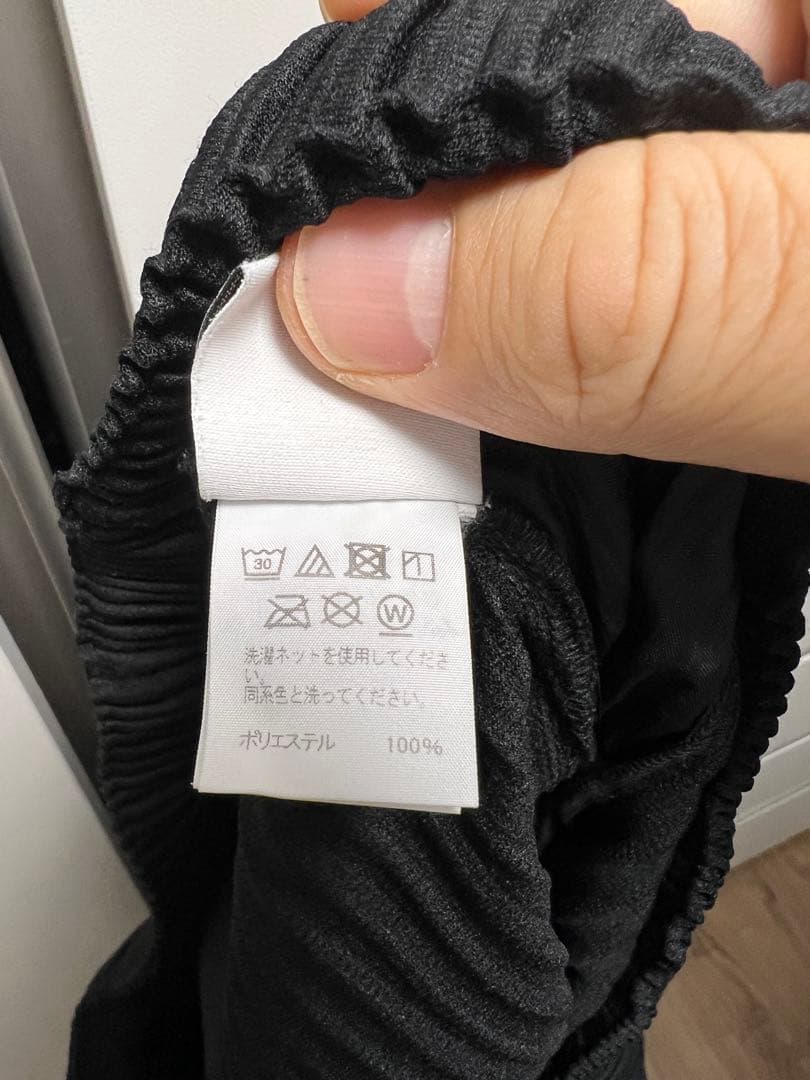 30
W
洗濯ネットを使用してくださ
い。
同系色と洗ってください。
ポリエステル 100%